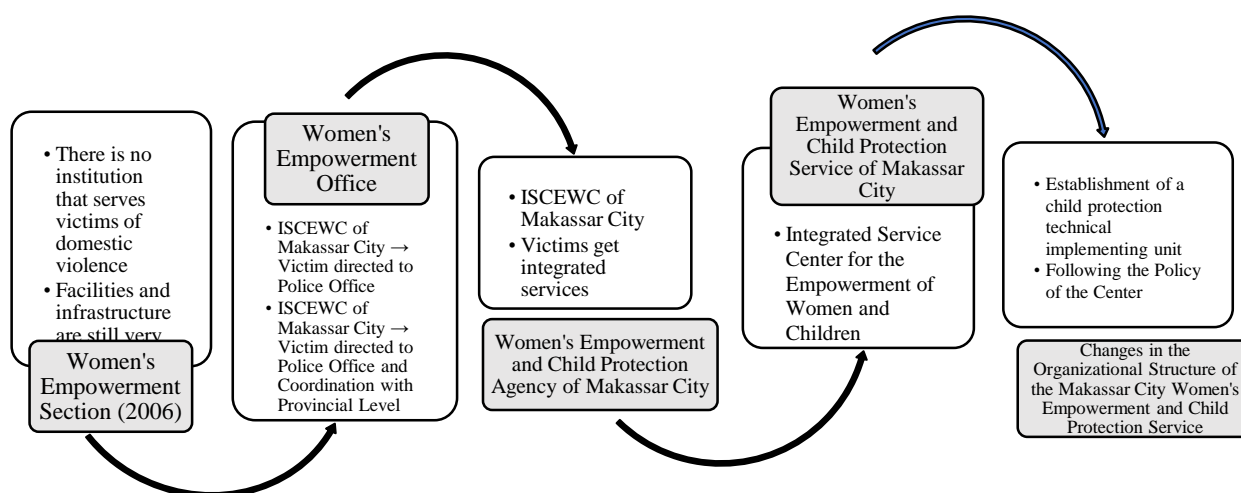 • There is no
institution
that serves
victims of
domestic
violence
• Facilities and
infrastructure
are still very
Women's
Empowerment
Section (2006)
Women's
Empowerment
Office
• ISCEWC of
Makassar City →
Victim directed to
Police Office
• ISCEWC of
Makassar City →
Victim directed to
Police Office and
Coordination with
Provincial Level
• ISCEWC of
Makassar City
• Victims get
integrated
services
Women's Empowerment
and Child Protection
Agency of Makassar City
Women's
Empowerment and
Child Protection
Service of Makassar
City
• Integrated Service
Center for the
Empowerment of
Women and
Children
• Establishment of a
child protection
technical
implementing unit
• Following the Policy
of the Center
Changes in the
Organizational Structure of
the Makassar City Women's
Empowerment and Child
Protection Service